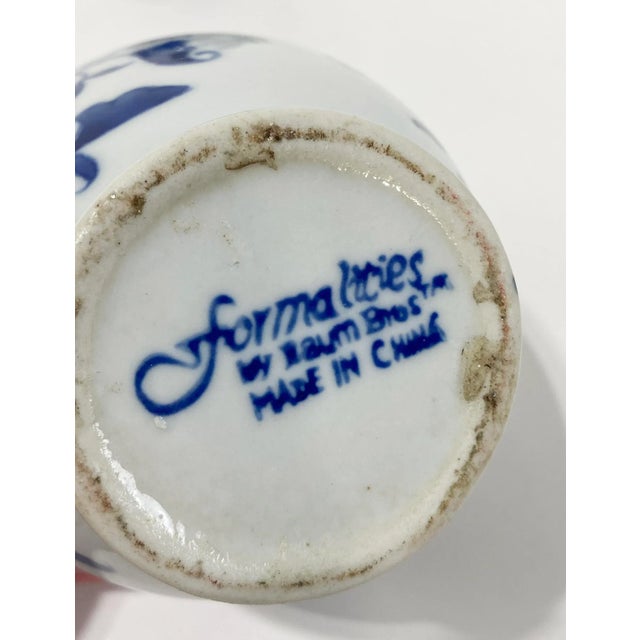 formalities
by Baum Bros™
MADE IN CHINA